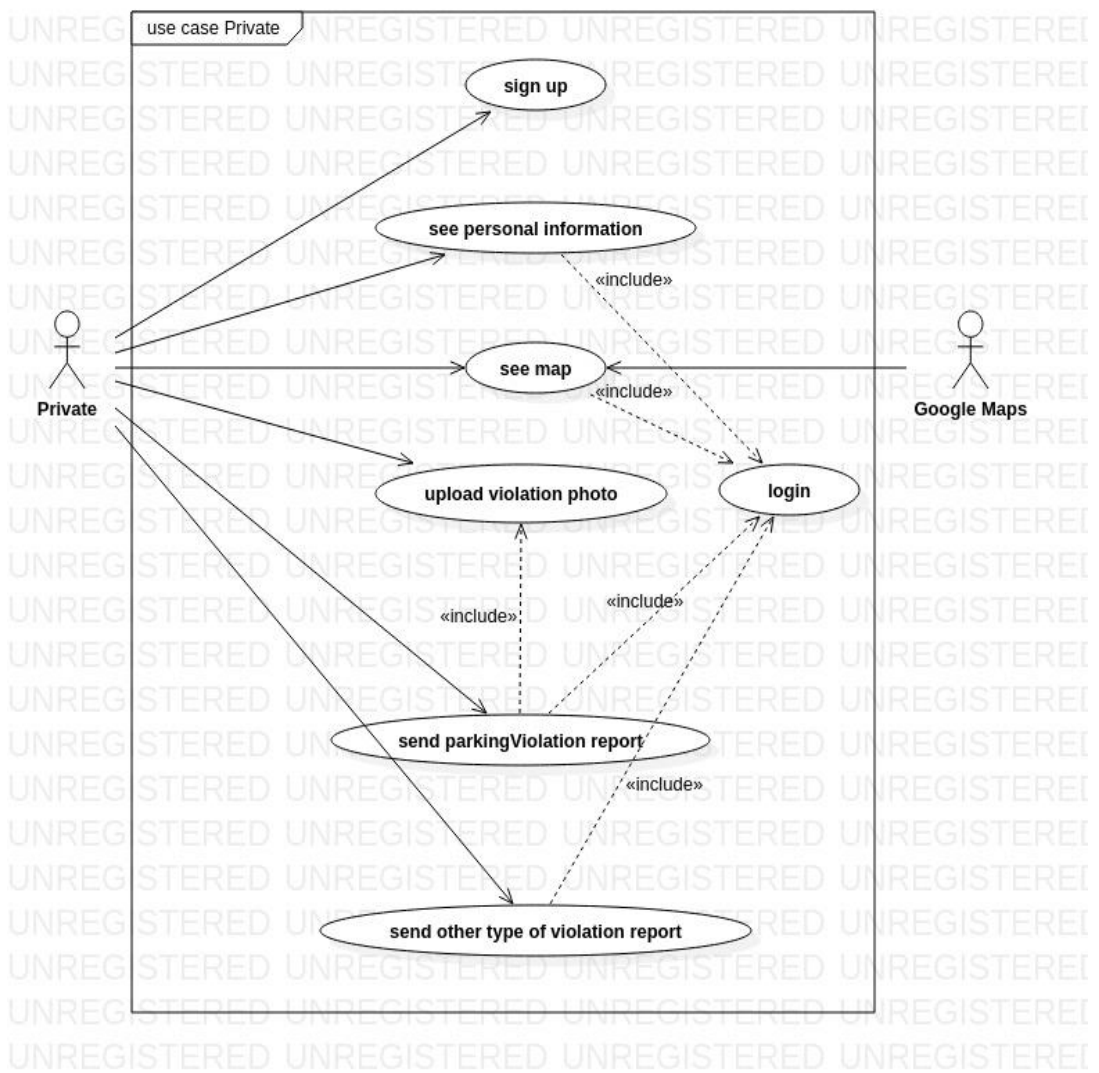 use case Private
sign up
see personal information
«include»
see map
«include»
Private
Google Maps
upload violation photo
login
«include»
«include»
send parkingViolation report
«include»
send other type of violation report
UNREGISTERED